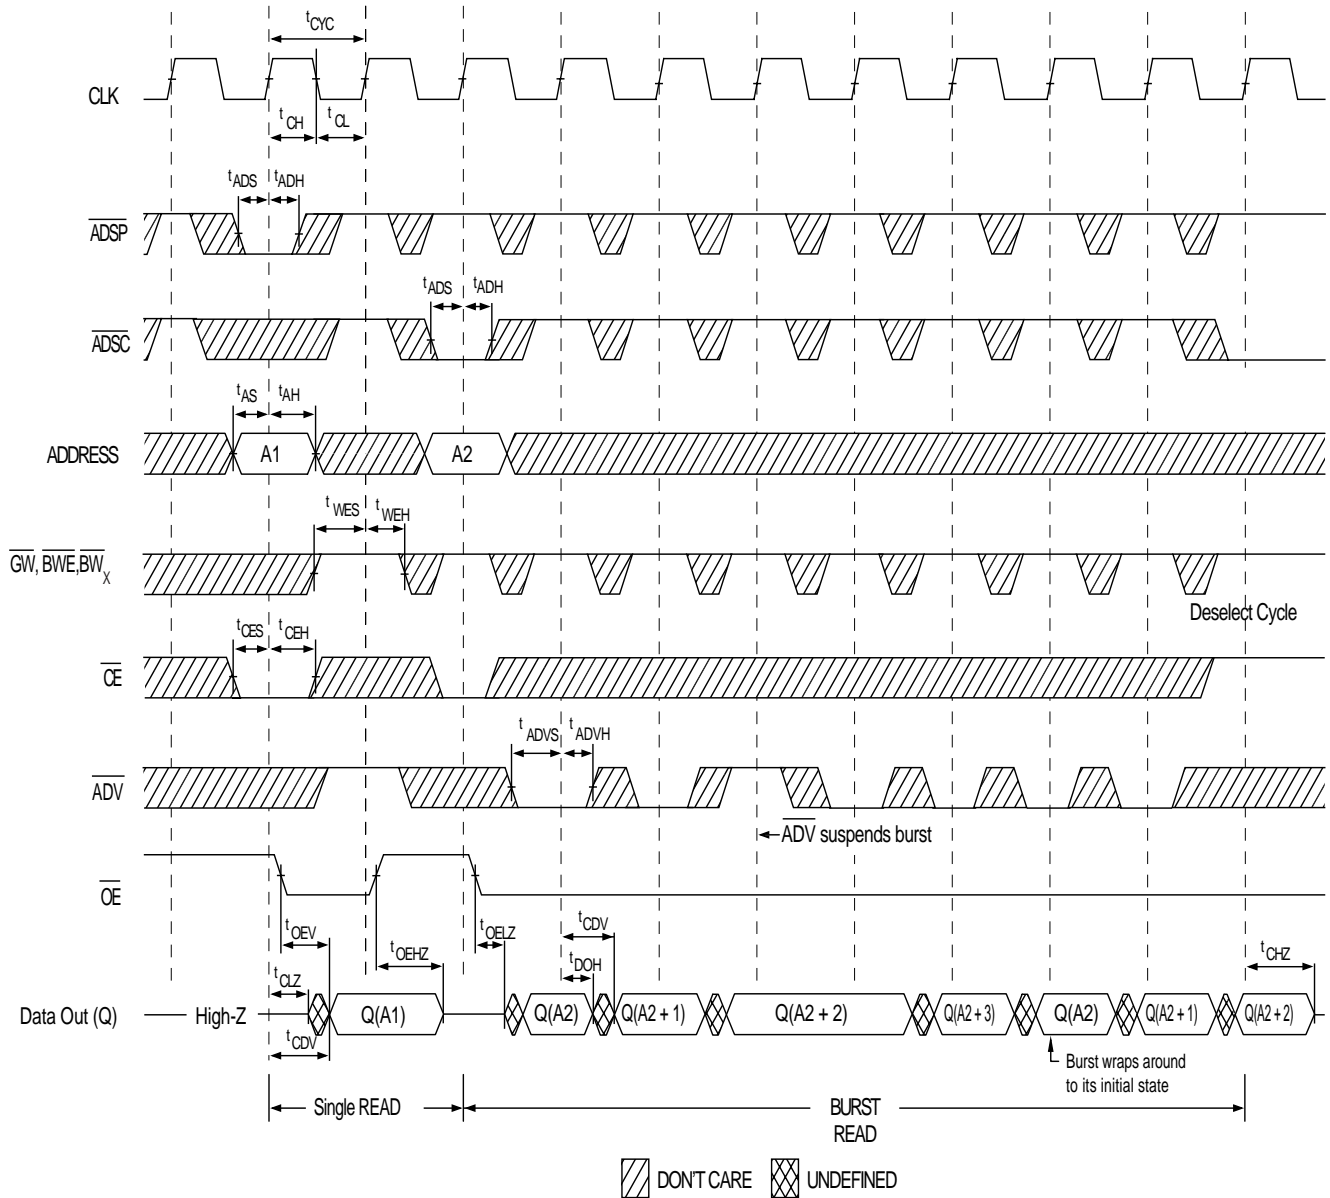 tCYC
CLK
tCH
tCL
tADS
tADH
ADSP
tADS
tADH
ADSC
tAS
tAH
ADDRESS
A1
A2
tWES
tWEH
GW, BWE,BWX
Deselect Cycle
tCES
tCEH
CE
tADVS
tADVH
ADV
ADV suspends burst
OE
tOEV
tOEHZ
tOELZ
tCDV
tCLZ
tDOH
tCHZ
Data Out (Q)
High-Z
Q(A1)
Q(A2)
Q(A2 + 1)
Q(A2 + 2)
Q(A2 + 3)
Q(A2)
Q(A2 + 1)
Q(A2 + 2)
tCDV
Burst wraps around
to its initial state
Single READ
BURST
READ
DON'T CARE
UNDEFINED